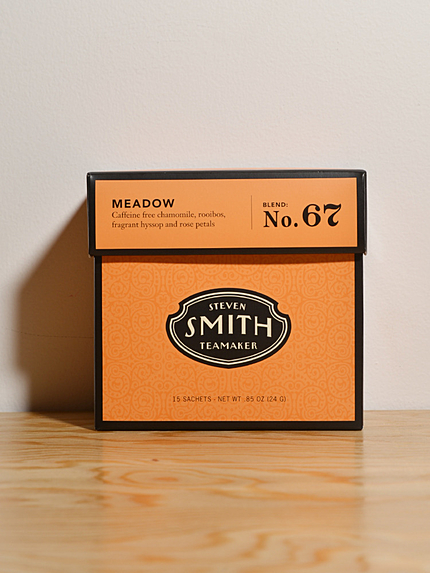 MEADOW
Caffeine free chamomile, rooibos,
fragrant hyssop and rose petals
BLEND:
No. 67
STEVEN
SMITH
TEAMAKER
15 SACHETS - NET WT .85 OZ (24 G)